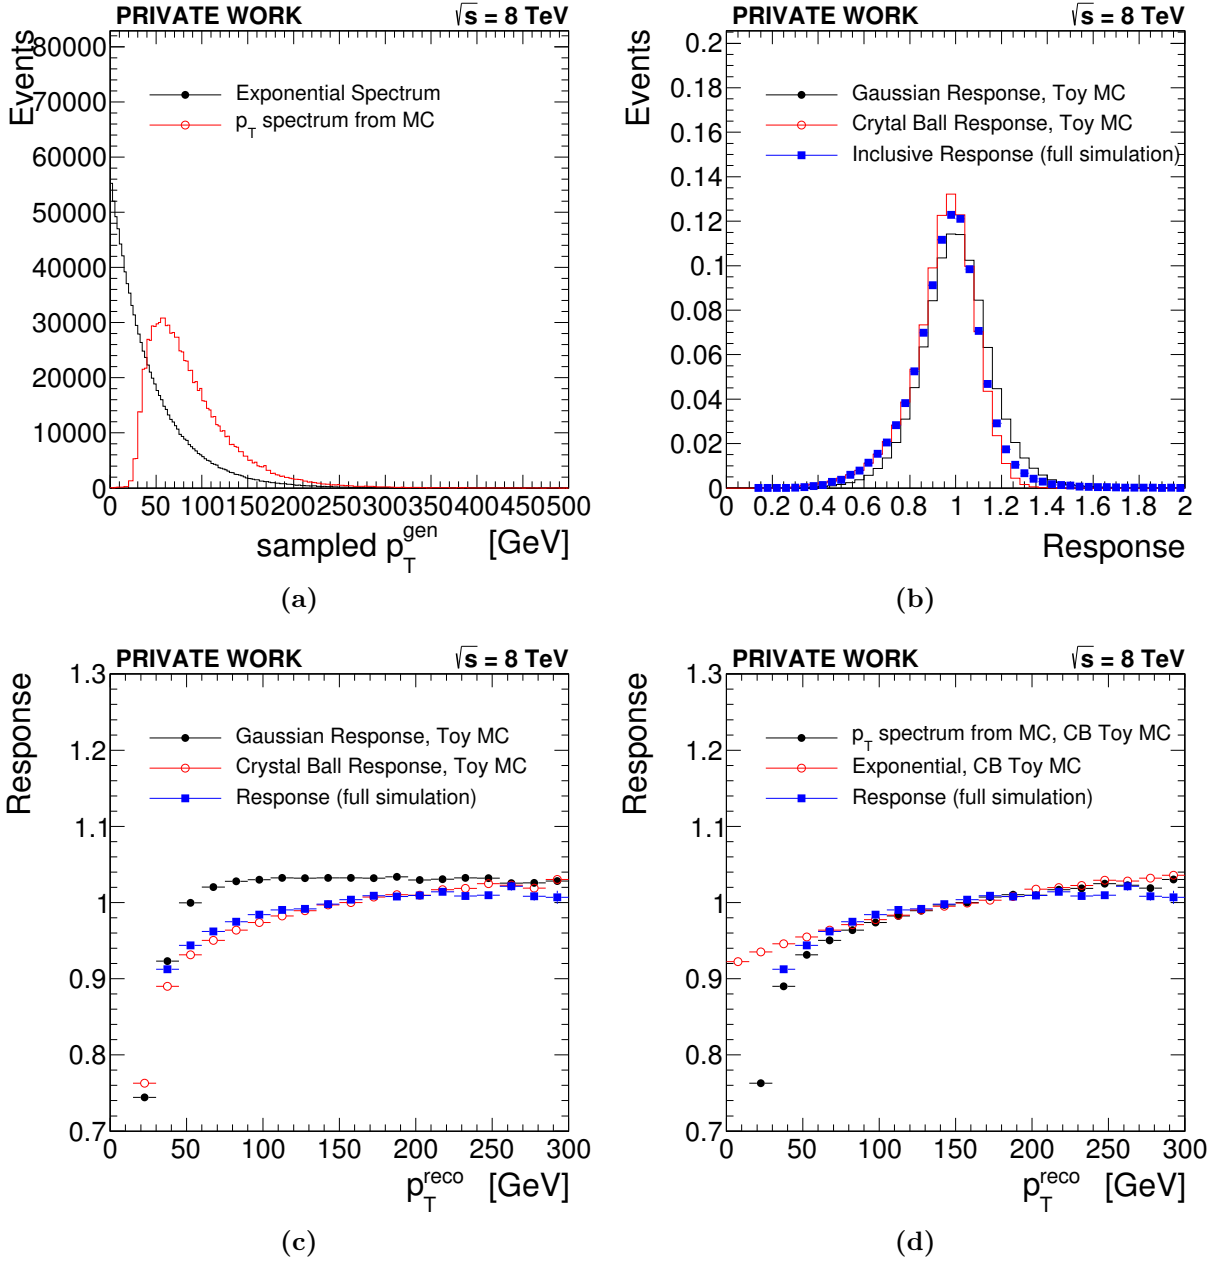 PRIVATE WORK √s = 8 TeV
Events
80000
70000
60000
50000
40000
30000
20000
10000
0
Exponential Spectrum
p_T spectrum from MC
0 50 100 150 200 250 300 350 400 450 500
sampled p_T^gen [GeV]
(a)
PRIVATE WORK √s = 8 TeV
Events
0.2
0.18
0.16
0.14
0.12
0.1
0.08
0.06
0.04
0.02
0
Gaussian Response, Toy MC
Crytal Ball Response, Toy MC
Inclusive Response (full simulation)
0 0.2 0.4 0.6 0.8 1 1.2 1.4 1.6 1.8 2
Response
(b)
PRIVATE WORK √s = 8 TeV
Response
1.3
1.2
1.1
1
0.9
0.8
0.7
Gaussian Response, Toy MC
Crystal Ball Response, Toy MC
Response (full simulation)
0 50 100 150 200 250 300
p_T^reco [GeV]
(c)
PRIVATE WORK √s = 8 TeV
Response
1.3
1.2
1.1
1
0.9
0.8
0.7
p_T spectrum from MC, CB Toy MC
Exponential, CB Toy MC
Response (full simulation)
0 50 100 150 200 250 300
p_T^reco [GeV]
(d)